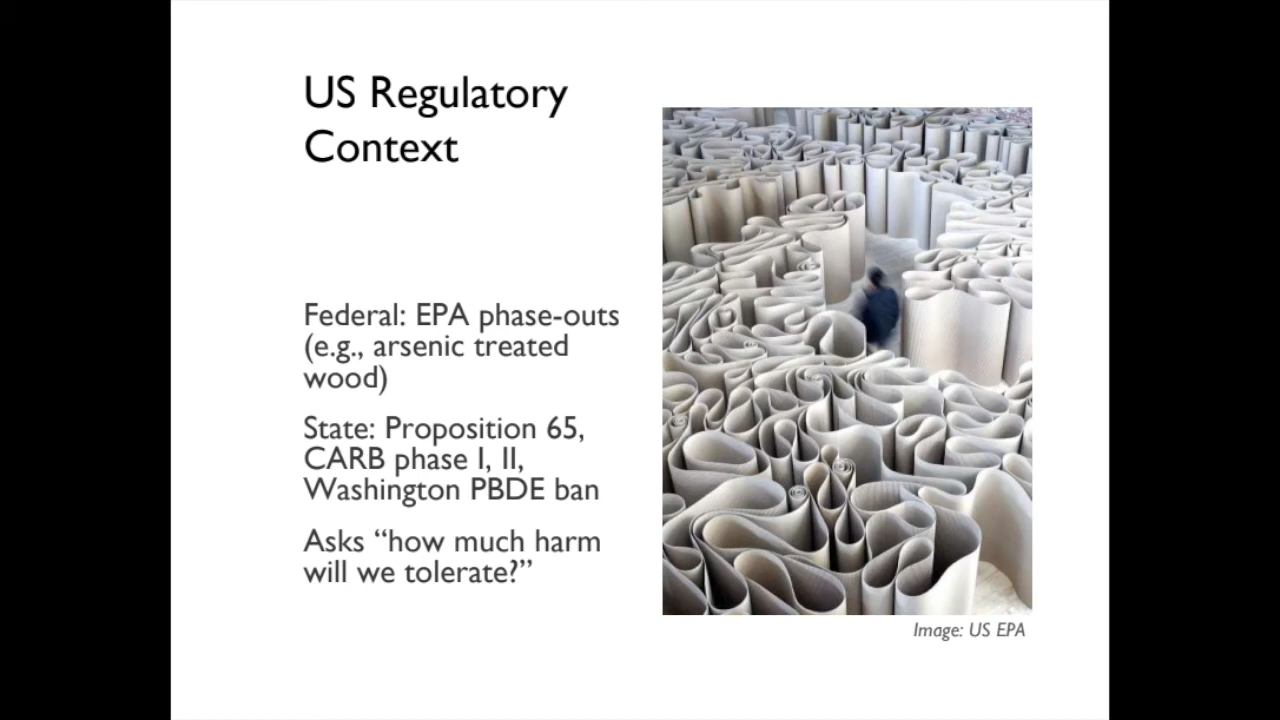 US Regulatory
Context
Federal: EPA phase-outs
(e.g., arsenic treated
wood)
State: Proposition 65,
CARB phase I, II,
Washington PBDE ban
Asks “how much harm
will we tolerate?”
Image: US EPA